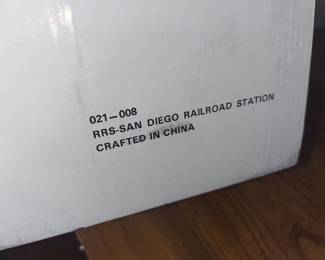 021—008
RRS-SAN DIEGO RAILROAD STATION
CRAFTED IN CHINA